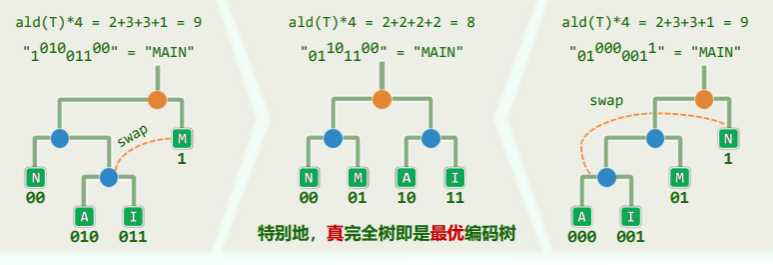 ald(T)*4 = 2+3+3+1 = 9
"1 010 011 00" = "MAIN"
swap
M
1
N
00
A
010
I
011
ald(T)*4 = 2+2+2+2 = 8
"01 10 11 00" = "MAIN"
N
00
M
01
A
10
I
11
特别地，真完全树即是最优编码树
ald(T)*4 = 2+3+3+1 = 9
"01 000 001 1" = "MAIN"
swap
N
1
M
01
A
000
I
001